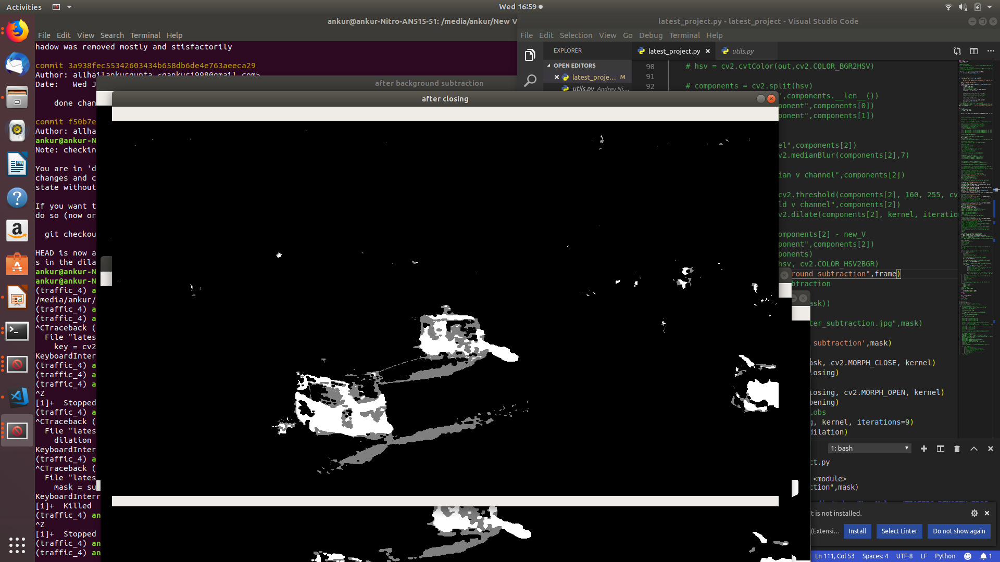 Activities
Wed 16:59
ankur@ankur-Nitro-AN515-51: /media/ankur/New V
File Edit View Search Terminal Help
hadow was removed mostly and stisfactorily
commit 3a938fec55342603434b658db6de4e763aeeca29
Author: allhailankurgupta <gankur1998@gmail.com>
Date: Wed J
done chan
commit f50b7e
Author: allha
ankur@ankur-N
Note: checkin
You are in 'd
changes and c
state without
If you want t
do so (now or
git checkou
HEAD is now a
s in the dila
ankur@ankur-N
ankur@ankur-N
(traffic_4) a
/media/ankur/
(traffic_4) a
(traffic_4) a
^CTraceback (
File "lates
key = cv2
KeyboardInter
(traffic_4) a
(traffic_4) a
(traffic_4) a
^Z
[1]+ Stopped
(traffic_4) a
^CTraceback (
File "lates
dilation
KeyboardInter
(traffic_4) a
^CTraceback (
File "lates
mask = su
KeyboardInterr
[1]+ Killed
(traffic_4) an
^Z
[1]+ Stopped
(traffic_4) an
(traffic_4) an
after background subtraction
after closing
latest_project.py - latest_project - Visual Studio Code
File Edit Selection View Go Debug Terminal Help
EXPLORER
OPEN EDITORS
latest_proje... M
utils.py Andrey Ni...
latest_project.py
utils.py
90 # hsv = cv2.cvtColor(out,cv2.COLOR_BGR2HSV)
91
92 # components = cv2.split(hsv)
',components.__len__())
ponent",components[0])
ponent",components[1])
el",components[2])
v2.medianBlur(components[2],7)
ian v channel",components[2])
cv2.threshold(components[2], 160, 255, cv
ld v channel",components[2])
v2.dilate(components[2], kernel, iteratio
omponents[2] - new_V
ponent",components[2])
ponents)
hsv, cv2.COLOR_HSV2BGR)
round subtraction",frame)
btraction
ask))
ter_subtraction.jpg",mask)
subtraction',mask)
ask, cv2.MORPH_CLOSE, kernel)
losing)
losing, cv2.MORPH_OPEN, kernel)
pening)
lobs
g, kernel, iterations=9)
dilation)
1: bash
ct.py
<module>
ction",mask)
t is not installed.
(Extensi...
Install
Select Linter
Do not show again
Ln 111, Col 53 Spaces: 4 UTF-8 LF Python 1